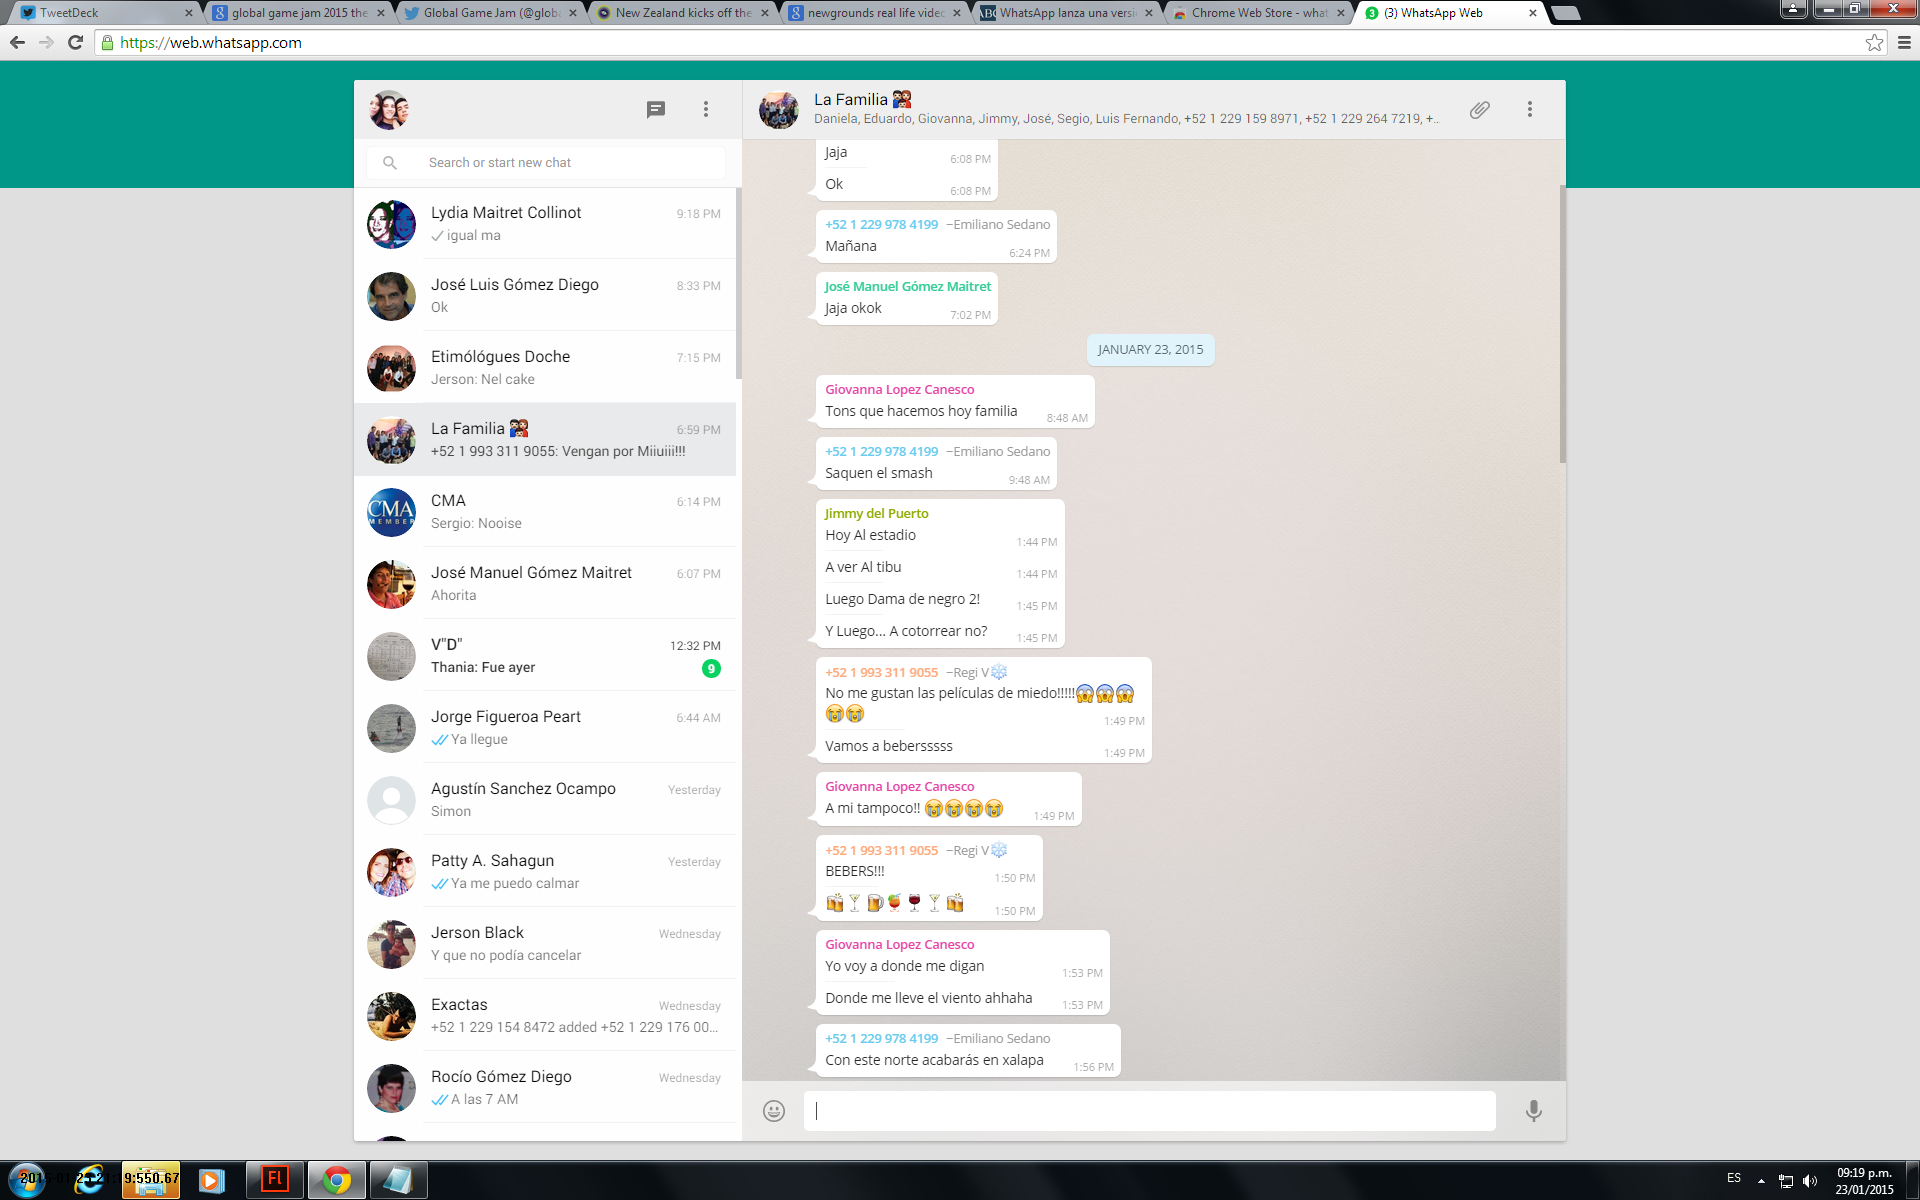 TweetDeck
global game jam 2015 the
Global Game Jam (@globa
New Zealand kicks off the
newgrounds real life video
WhatsApp lanza una versi
Chrome Web Store - what
(3) WhatsApp Web
https://web.whatsapp.com
Search or start new chat
Lydia Maitret Collinot 9:18 PM
igual ma
José Luis Gómez Diego 8:33 PM
Ok
Etimólógues Doche 7:15 PM
Jerson: Nel cake
La Familia 6:59 PM
+52 1 993 311 9055: Vengan por Miiuiii!!!
CMA 6:14 PM
Sergio: Nooise
CMA
MEMBER
José Manuel Gómez Maitret 6:07 PM
Ahorita
V"D" 12:32 PM
Thania: Fue ayer 9
Jorge Figueroa Peart 6:44 AM
Ya llegue
Agustín Sanchez Ocampo Yesterday
Simon
Patty A. Sahagun Yesterday
Ya me puedo calmar
Jerson Black Wednesday
Y que no podía cancelar
Exactas Wednesday
+52 1 229 154 8472 added +52 1 229 176 00...
Rocío Gómez Diego Wednesday
A las 7 AM
La Familia
Daniela, Eduardo, Giovanna, Jimmy, José, Segio, Luis Fernando, +52 1 229 159 8971, +52 1 229 264 7219, +...
Jaja 6:08 PM
Ok 6:08 PM
+52 1 229 978 4199 ~Emiliano Sedano
Mañana 6:24 PM
José Manuel Gómez Maitret
Jaja okok 7:02 PM
JANUARY 23, 2015
Giovanna Lopez Canesco
Tons que hacemos hoy familia 8:48 AM
+52 1 229 978 4199 ~Emiliano Sedano
Saquen el smash 9:48 AM
Jimmy del Puerto
Hoy Al estadio 1:44 PM
A ver Al tibu 1:44 PM
Luego Dama de negro 2! 1:45 PM
Y Luego... A cotorrear no? 1:45 PM
+52 1 993 311 9055 ~Regi V❄️
No me gustan las películas de miedo!!!!!😱😱😱
😭😭 1:49 PM
Vamos a bebersssss 1:49 PM
Giovanna Lopez Canesco
A mi tampoco!! 😭😭😭😭 1:49 PM
+52 1 993 311 9055 ~Regi V❄️
BEBERS!!! 1:50 PM
🍻🍸🍺🍹🍷🍸🍻 1:50 PM
Giovanna Lopez Canesco
Yo voy a donde me digan 1:53 PM
Donde me lleve el viento ahhaha 1:53 PM
+52 1 229 978 4199 ~Emiliano Sedano
Con este norte acabarás en xalapa 1:56 PM
Fl
ES
09:19 p.m.
23/01/2015